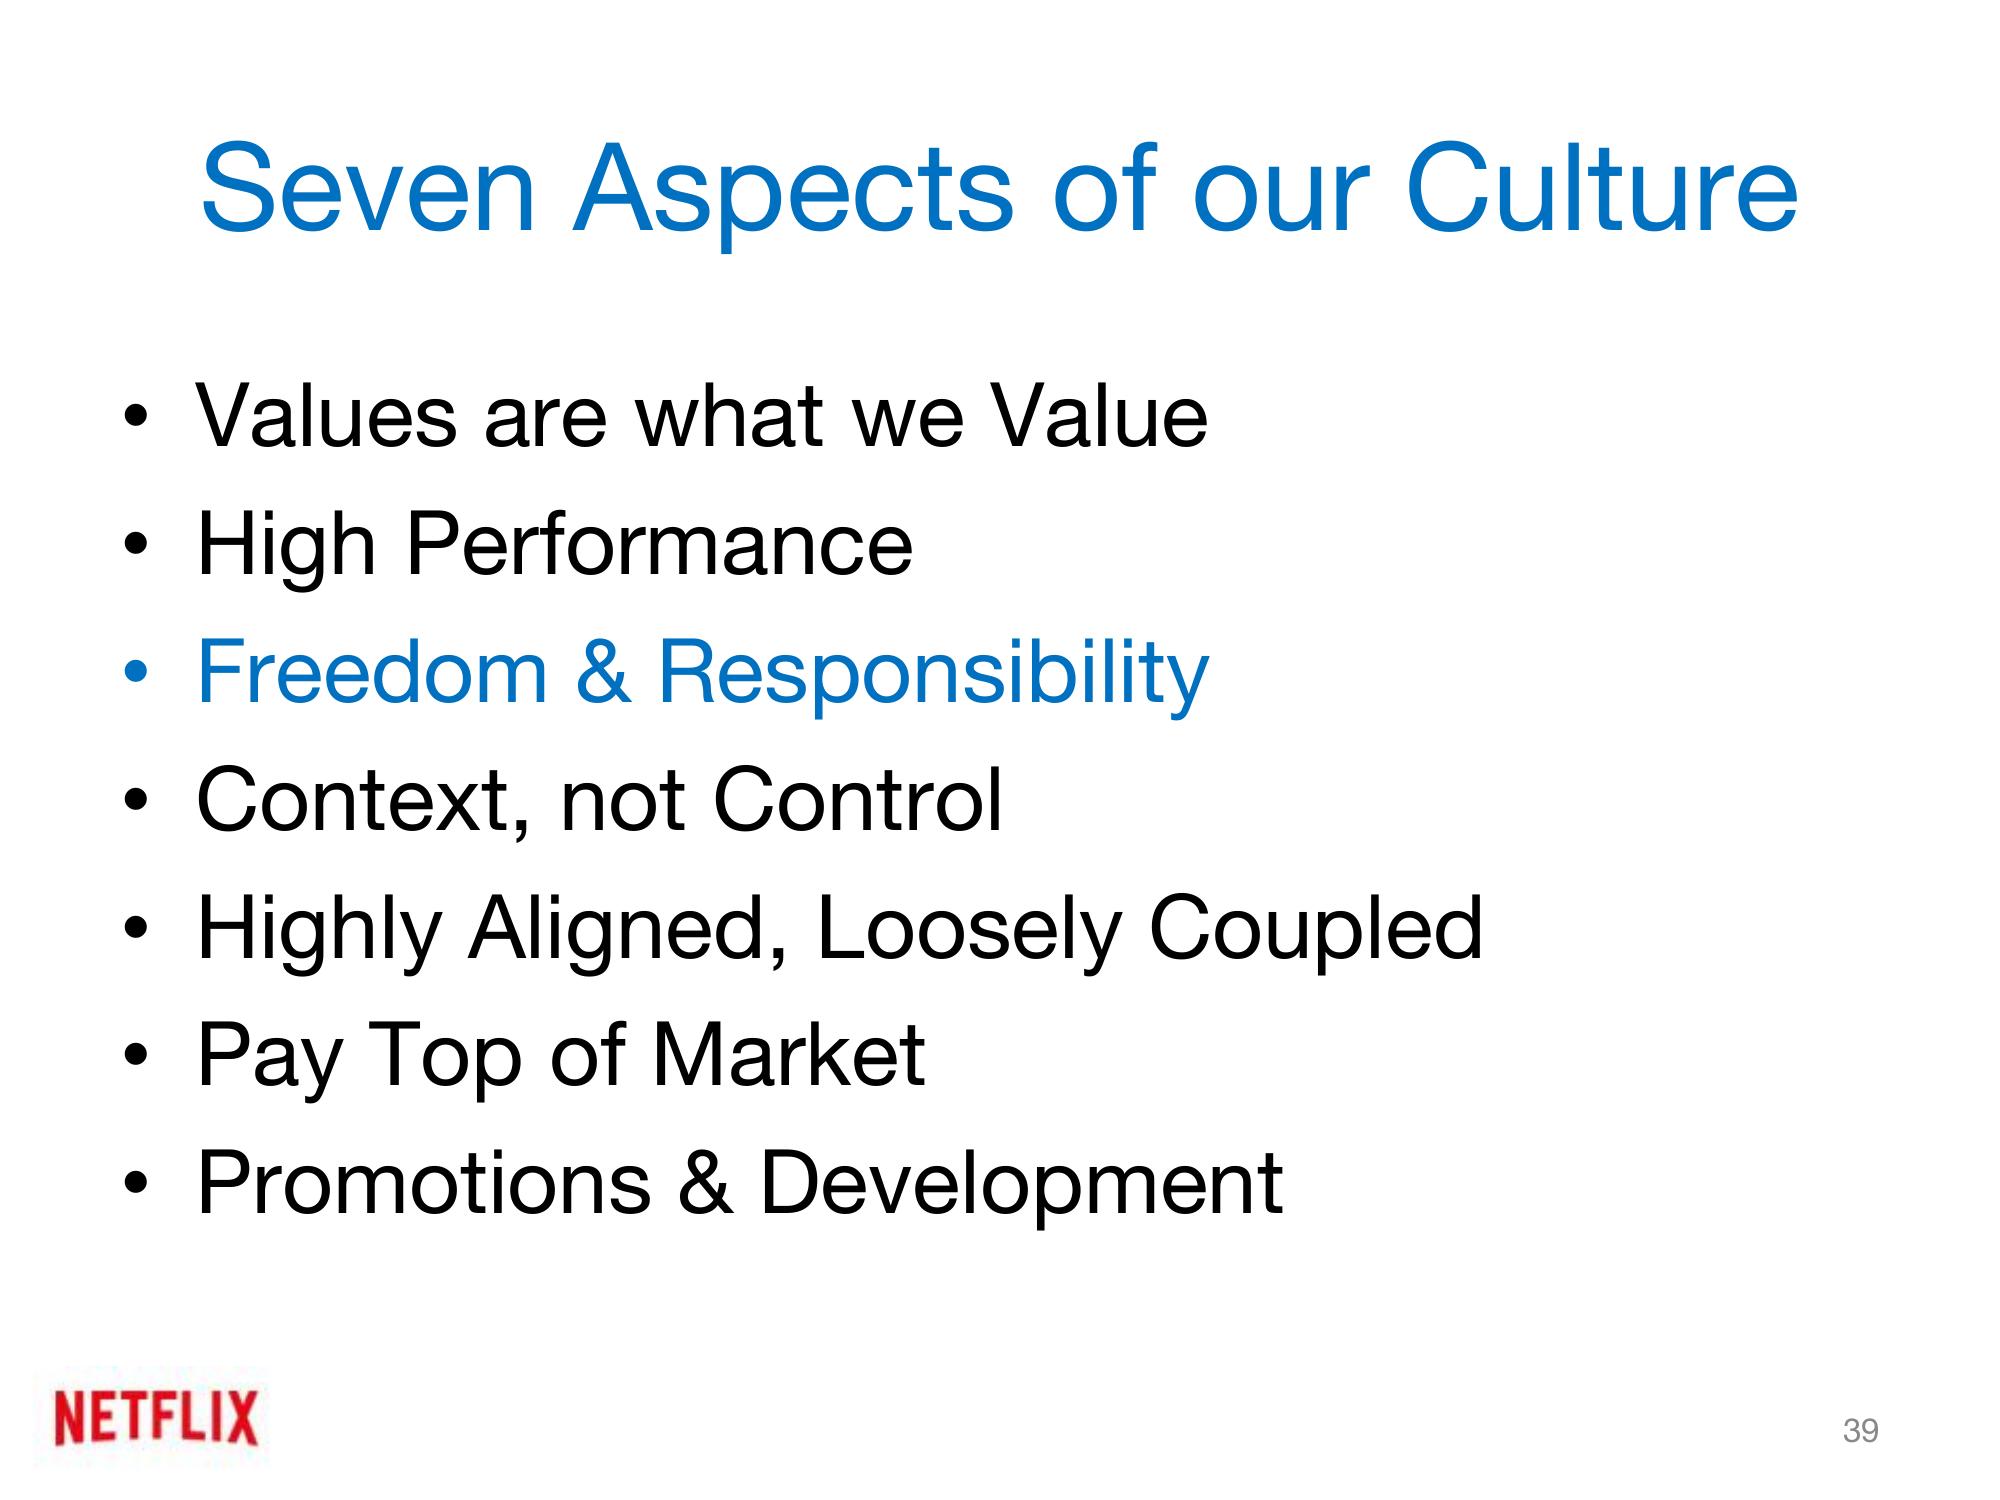 Seven Aspects of our Culture
• Values are what we Value
• High Performance
• Freedom & Responsibility
• Context, not Control
• Highly Aligned, Loosely Coupled
• Pay Top of Market
• Promotions & Development
NETFLIX
39